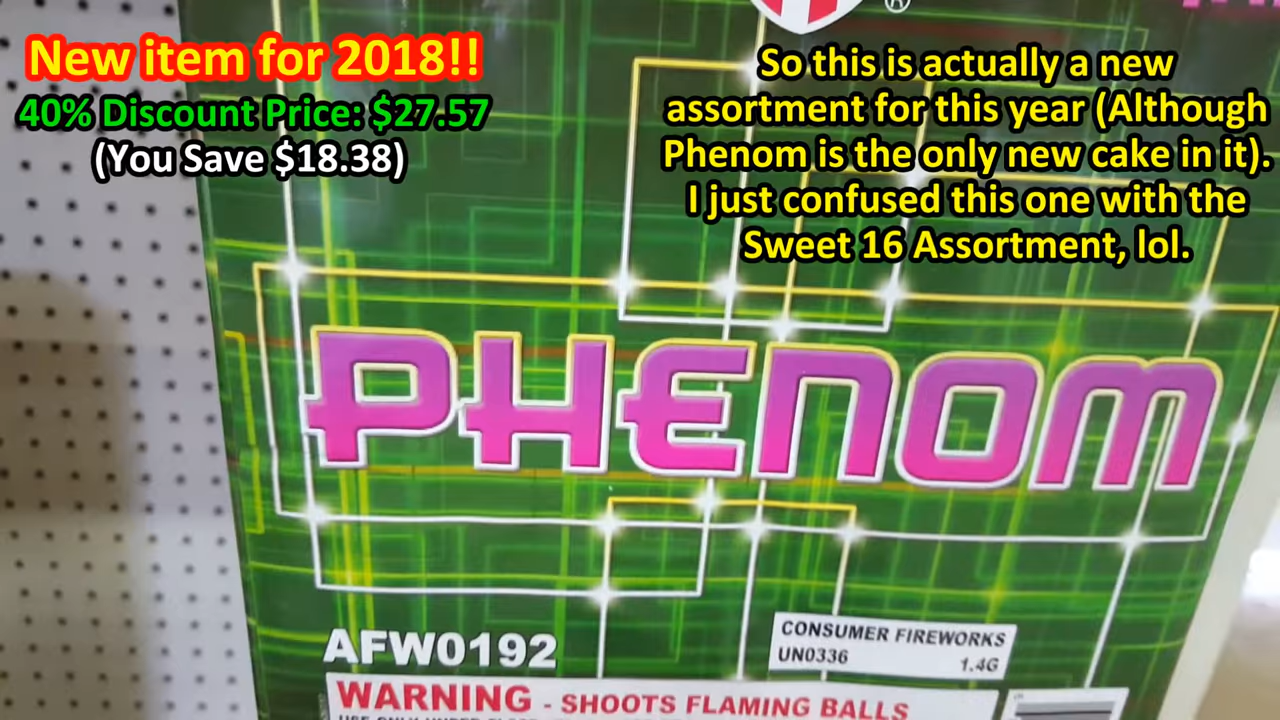 New item for 2018!!
40% Discount Price: $27.57
(You Save $18.38)
So this is actually a new
assortment for this year (Although
Phenom is the only new cake in it).
I just confused this one with the
Sweet 16 Assortment, lol.
®
PHENOM
AFW0192
CONSUMER FIREWORKS
UN0336 1.4G
WARNING - SHOOTS FLAMING BALLS